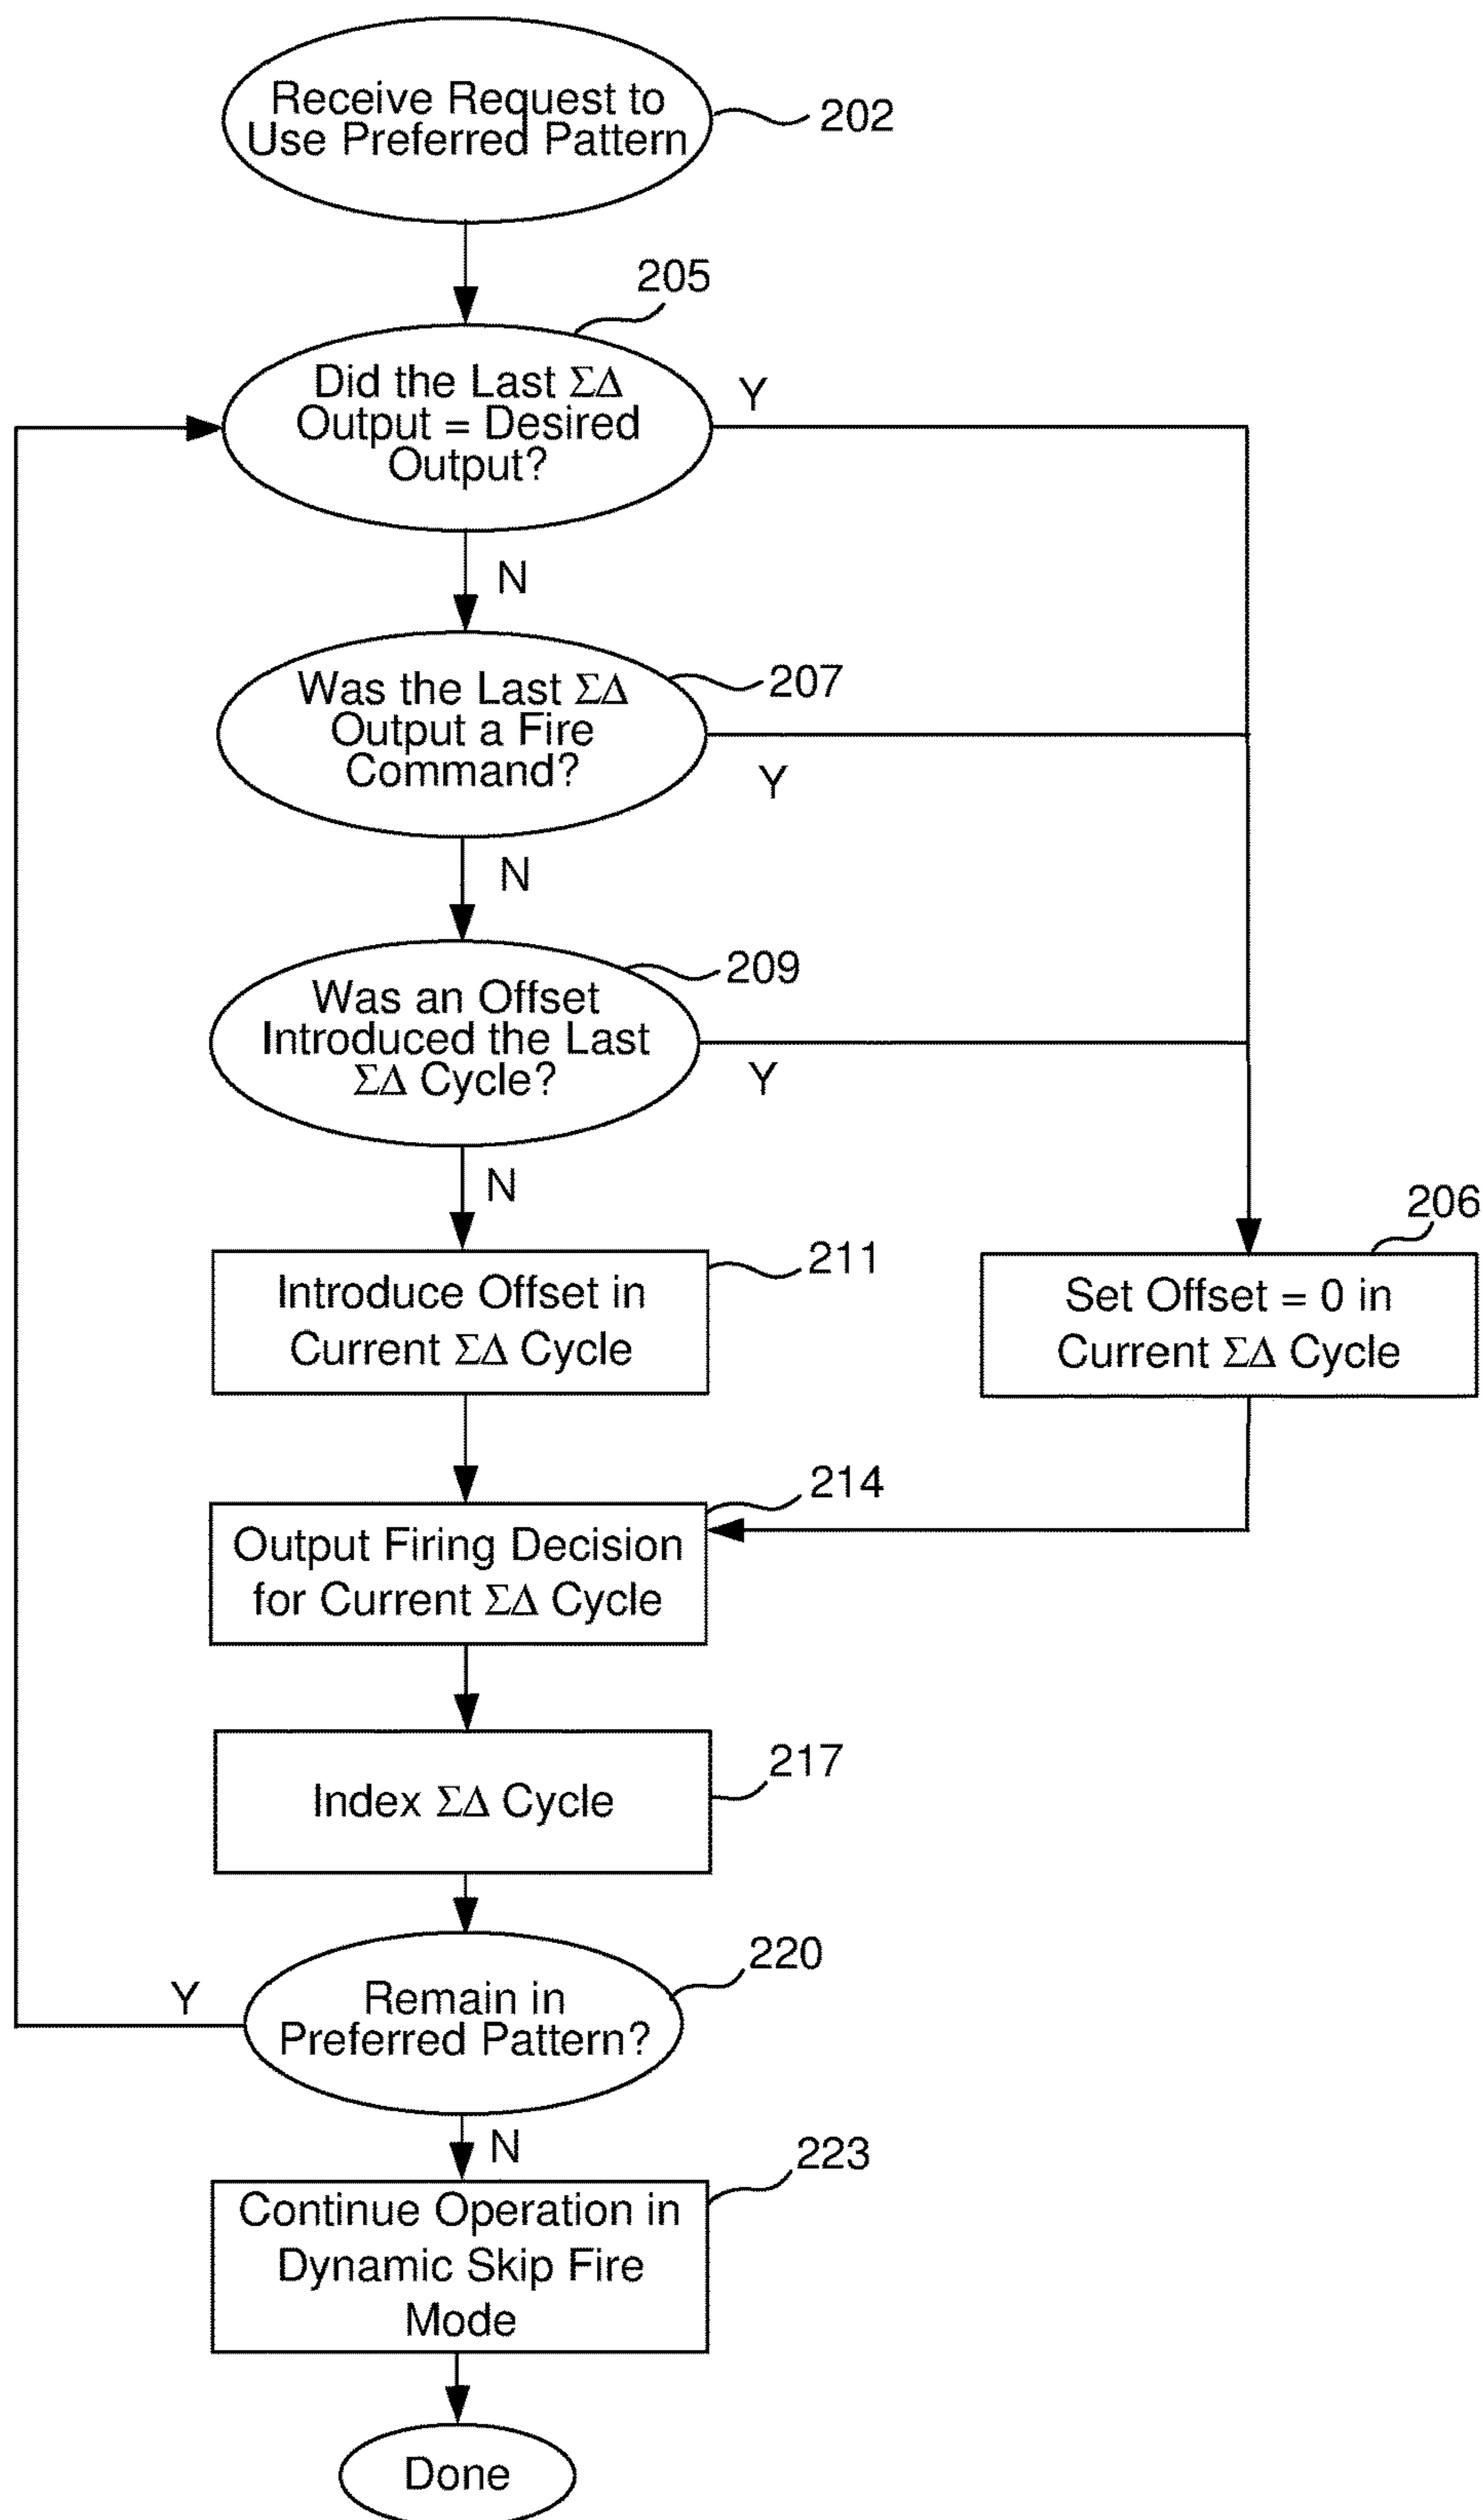 Receive Request to
Use Preferred Pattern
202
205
Did the Last ΣΔ
Output = Desired
Output?
Y
N
Was the Last ΣΔ
Output a Fire
Command?
207
Y
N
Was an Offset
Introduced the Last
ΣΔ Cycle?
209
Y
N
206
Introduce Offset in
Current ΣΔ Cycle
211
Set Offset = 0 in
Current ΣΔ Cycle
214
Output Firing Decision
for Current ΣΔ Cycle
217
Index ΣΔ Cycle
220
Y
Remain in
Preferred Pattern?
N
223
Continue Operation in
Dynamic Skip Fire
Mode
Done